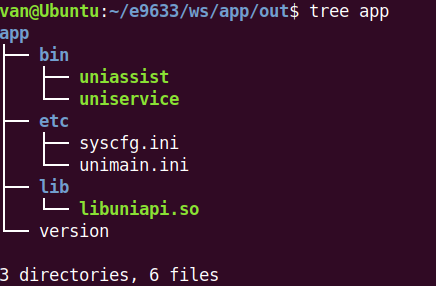 van@Ubuntu:~/e9633/ws/app/out$ tree app
app
├── bin
│   ├── uniassist
│   └── uniservice
├── etc
│   ├── syscfg.ini
│   └── unimain.ini
├── lib
│   └── libuniapi.so
└── version
3 directories, 6 files